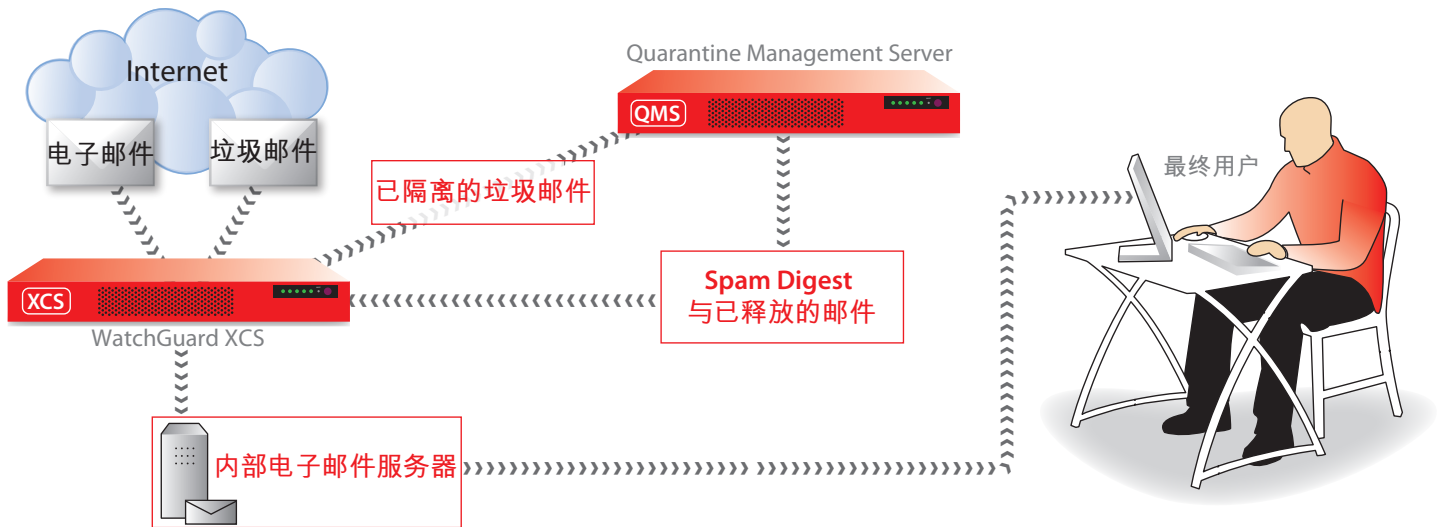 Internet
电子邮件
垃圾邮件
Quarantine Management Server
QMS
已隔离的垃圾邮件
最终用户
Spam Digest
与已释放的邮件
XCS
WatchGuard XCS
内部电子邮件服务器